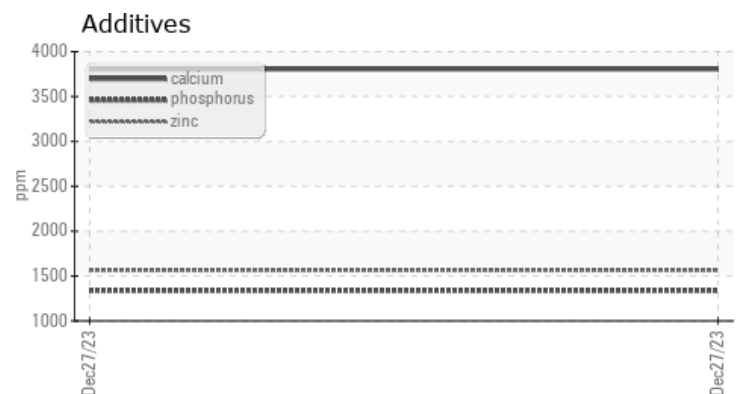 Additives
4000
3500
3000
2500
2000
1500
1000
ppm
calcium
phosphorus
zinc
Dec27/23
Dec27/23